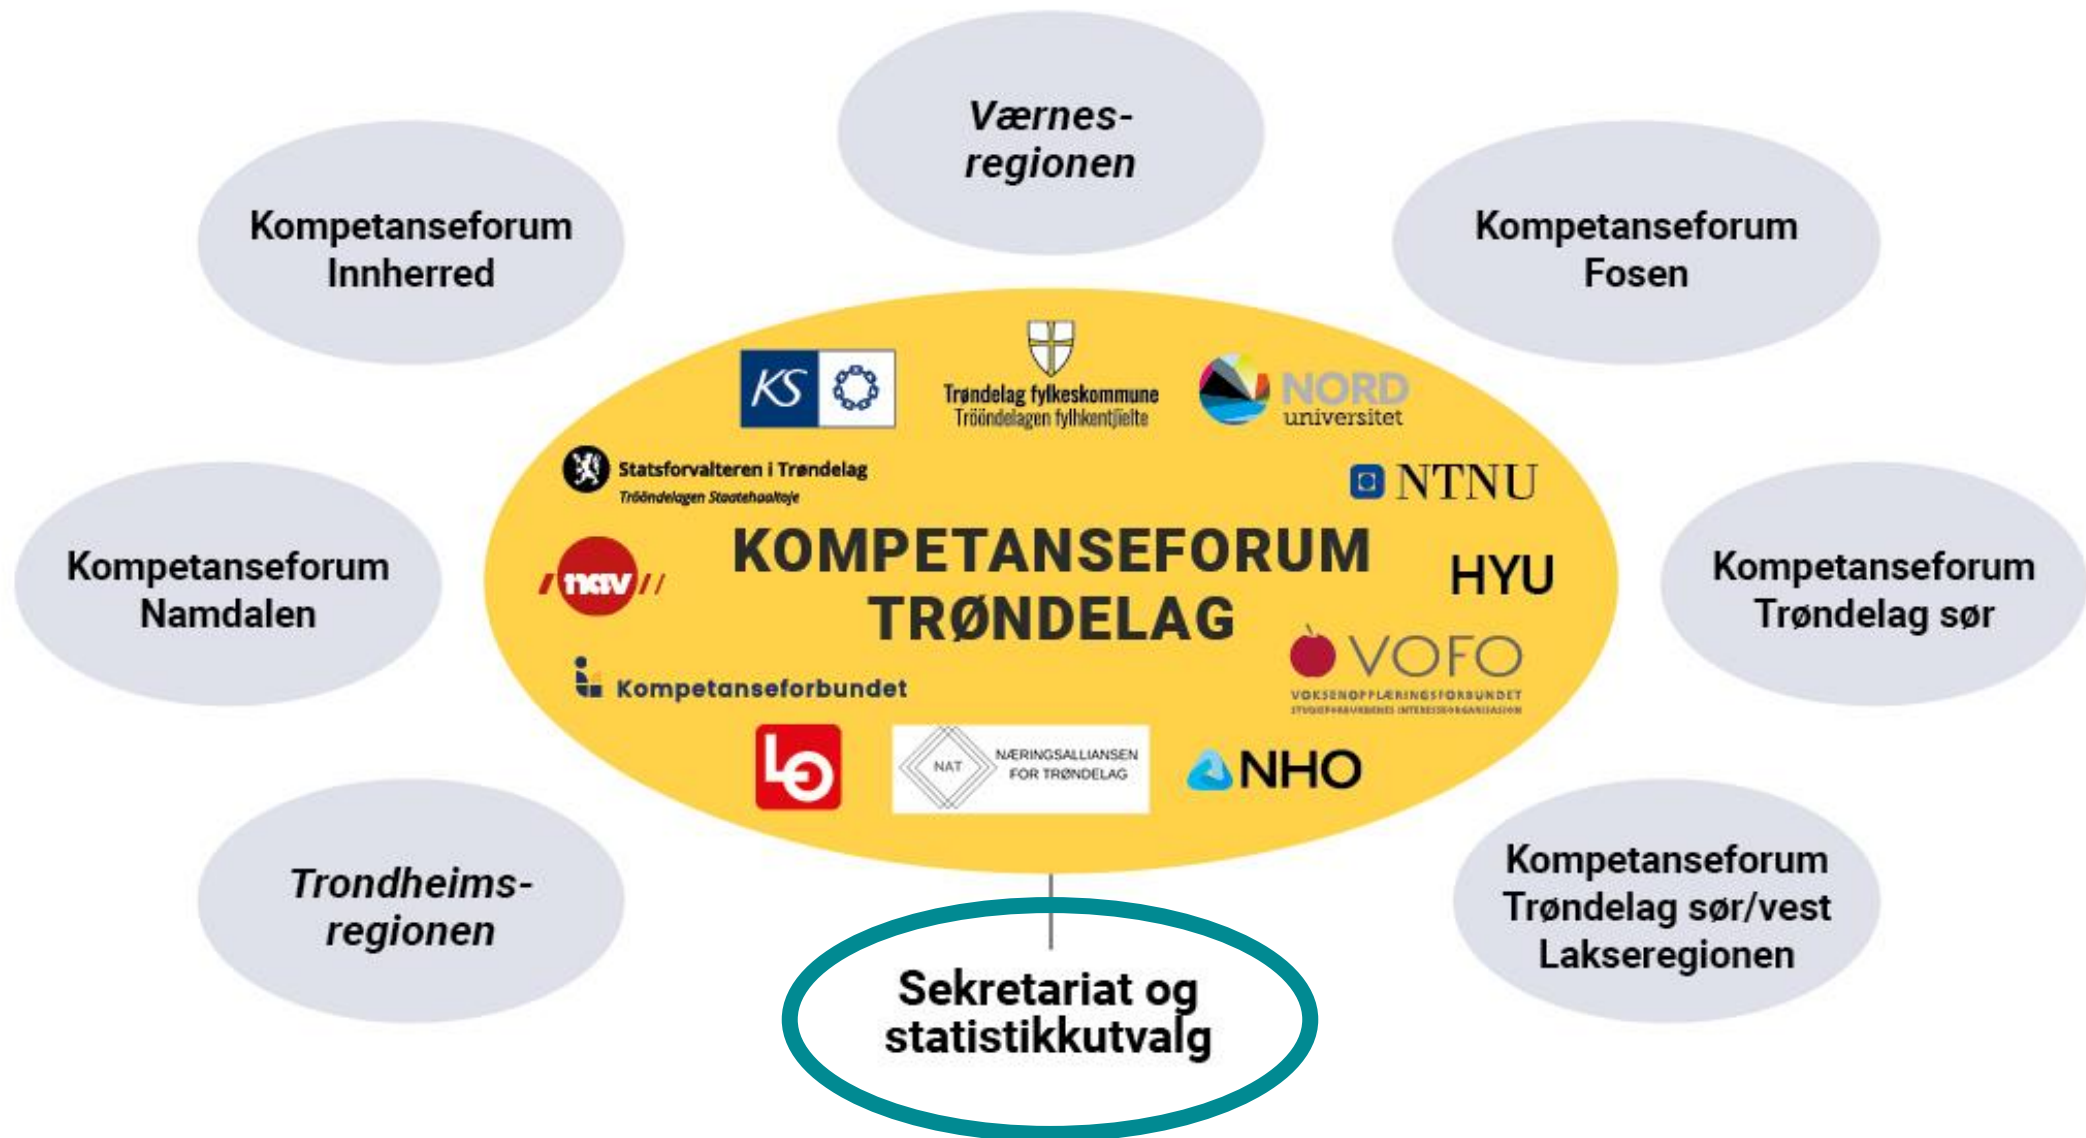 Værnes-
regionen
Kompetanseforum
Innherred
Kompetanseforum
Fosen
KS
Trøndelag fylkeskommune
Trööndelagen fylhkentjielte
NORD
universitet
Statsforvalteren i Trøndelag
Trööndelagen Staatehaaltoje
NTNU
Kompetanseforum
Namdalen
nav
KOMPETANSEFORUM
TRØNDELAG
HYU
Kompetanseforum
Trøndelag sør
Kompetanseforbundet
VOFO
VOKSENOPPLÆRINGSFORBUNDET
STUDIEFORBUNDENES INTERESSEORGANISASJON
LO
NAT
NÆRINGSALLIANSEN
FOR TRØNDELAG
NHO
Trondheims-
regionen
Kompetanseforum
Trøndelag sør/vest
Lakseregionen
Sekretariat og
statistikkutvalg